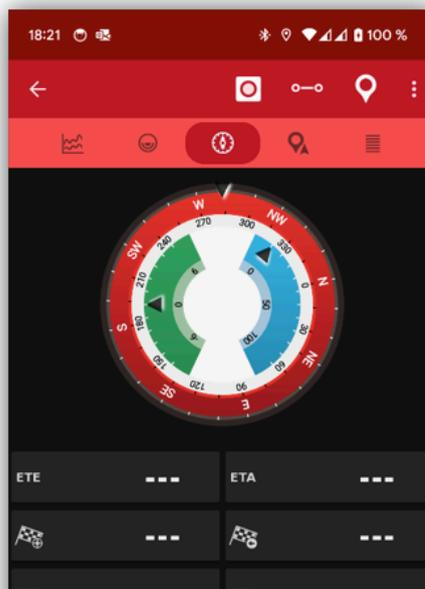 18:21 100 %
W
270 300 NW
240 330
SW 6 0
210 N
0 50 0
180
S -6 100 30
150 NE
SE 120 90 60
E
ETE --- ETA ---
--- ---